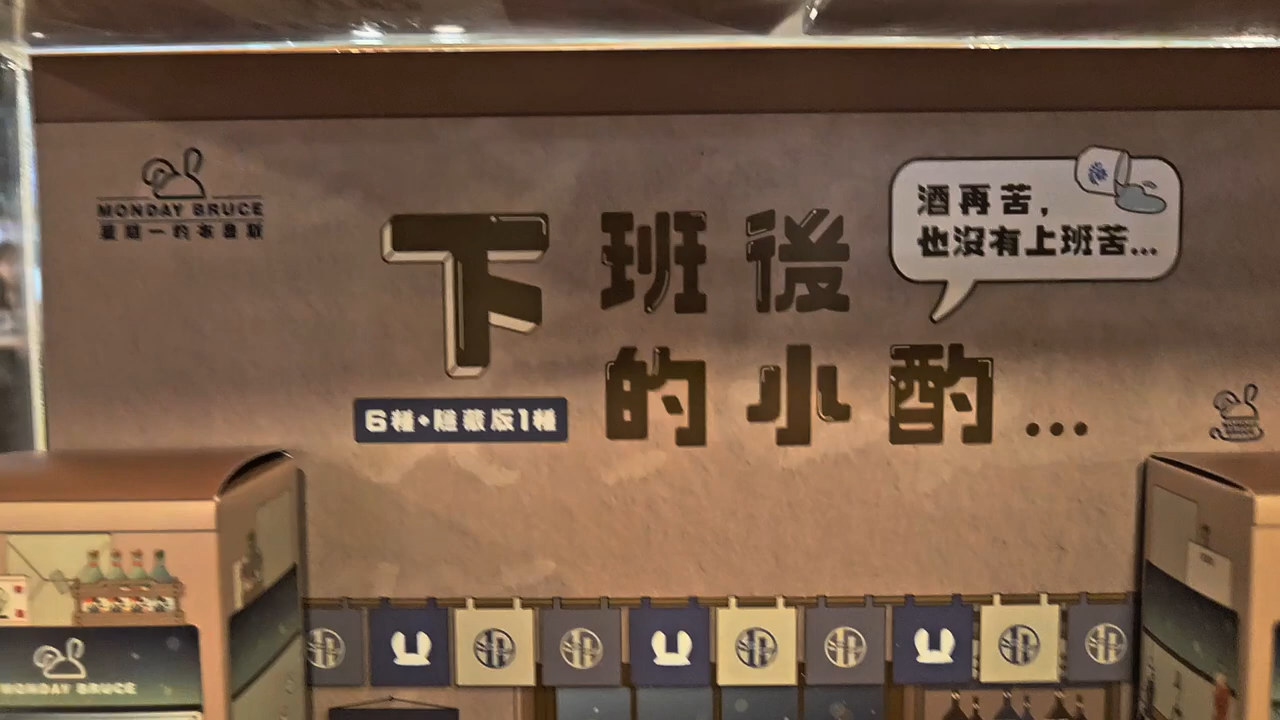 MONDAY BRUCE
星期一的布魯斯
下班後
的小酌...
酒再苦,
也沒有上班苦...
6種+隱藏版1種
MONDAY BRUCE